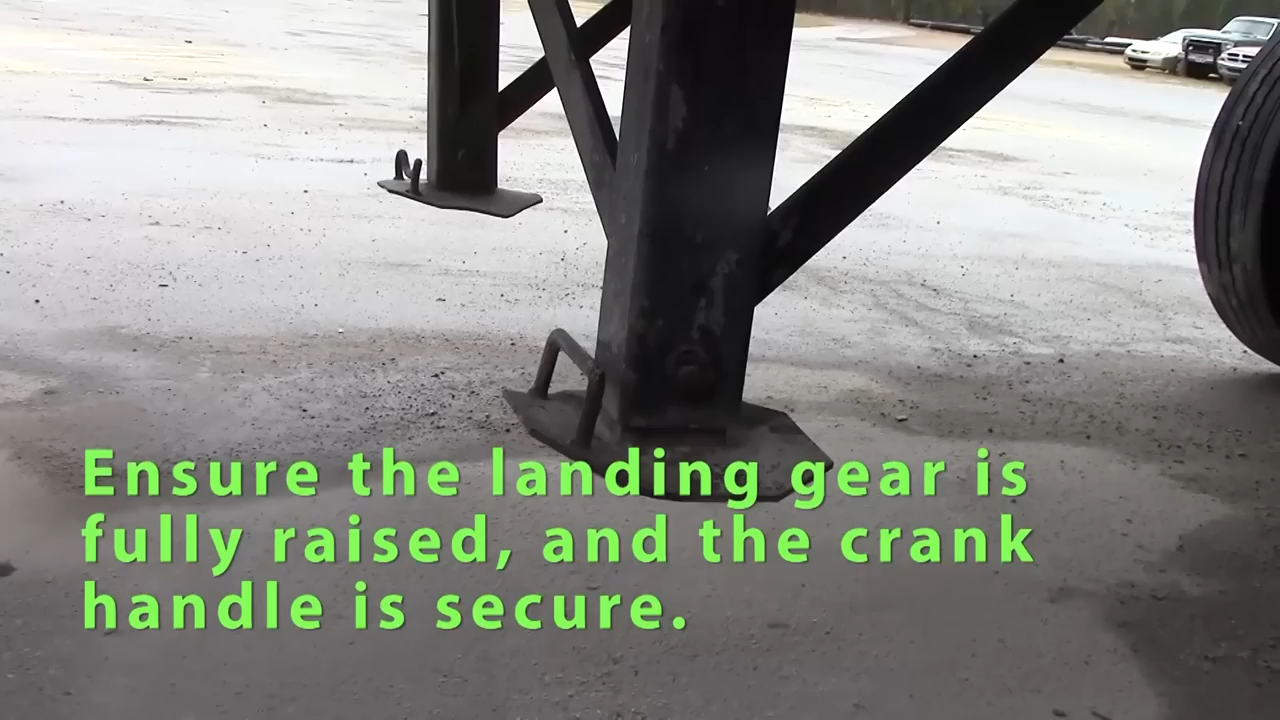 Ensure the landing gear is
fully raised, and the crank
handle is secure.